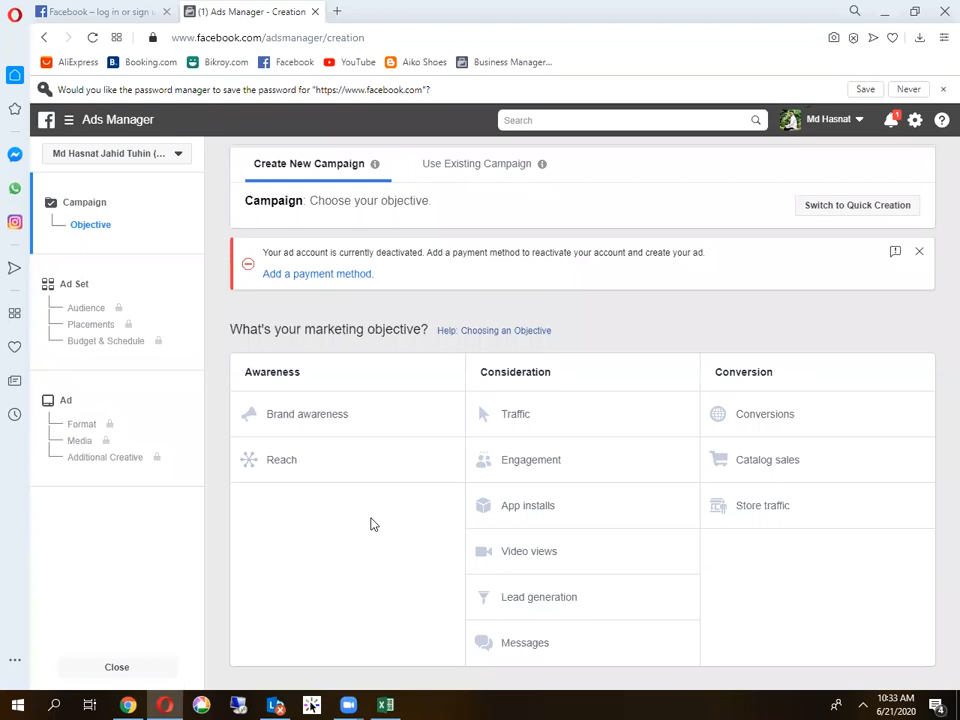 Facebook – log in or sign u
(1) Ads Manager - Creation
www.facebook.com/adsmanager/creation
AliExpress
Booking.com
Bikroy.com
Facebook
YouTube
Aiko Shoes
Business Manager...
Would you like the password manager to save the password for "https://www.facebook.com"?
Save
Never
Ads Manager
Search
Md Hasnat
1
Md Hasnat Jahid Tuhin (...
Campaign
Objective
Ad Set
Audience
Placements
Budget & Schedule
Ad
Format
Media
Additional Creative
Close
Create New Campaign
Use Existing Campaign
Campaign: Choose your objective.
Switch to Quick Creation
Your ad account is currently deactivated. Add a payment method to reactivate your account and create your ad.
Add a payment method.
What's your marketing objective? Help: Choosing an Objective
Awareness
Brand awareness
Reach
Consideration
Traffic
Engagement
App installs
Video views
Lead generation
Messages
Conversion
Conversions
Catalog sales
Store traffic
10:33 AM
6/21/2020
4